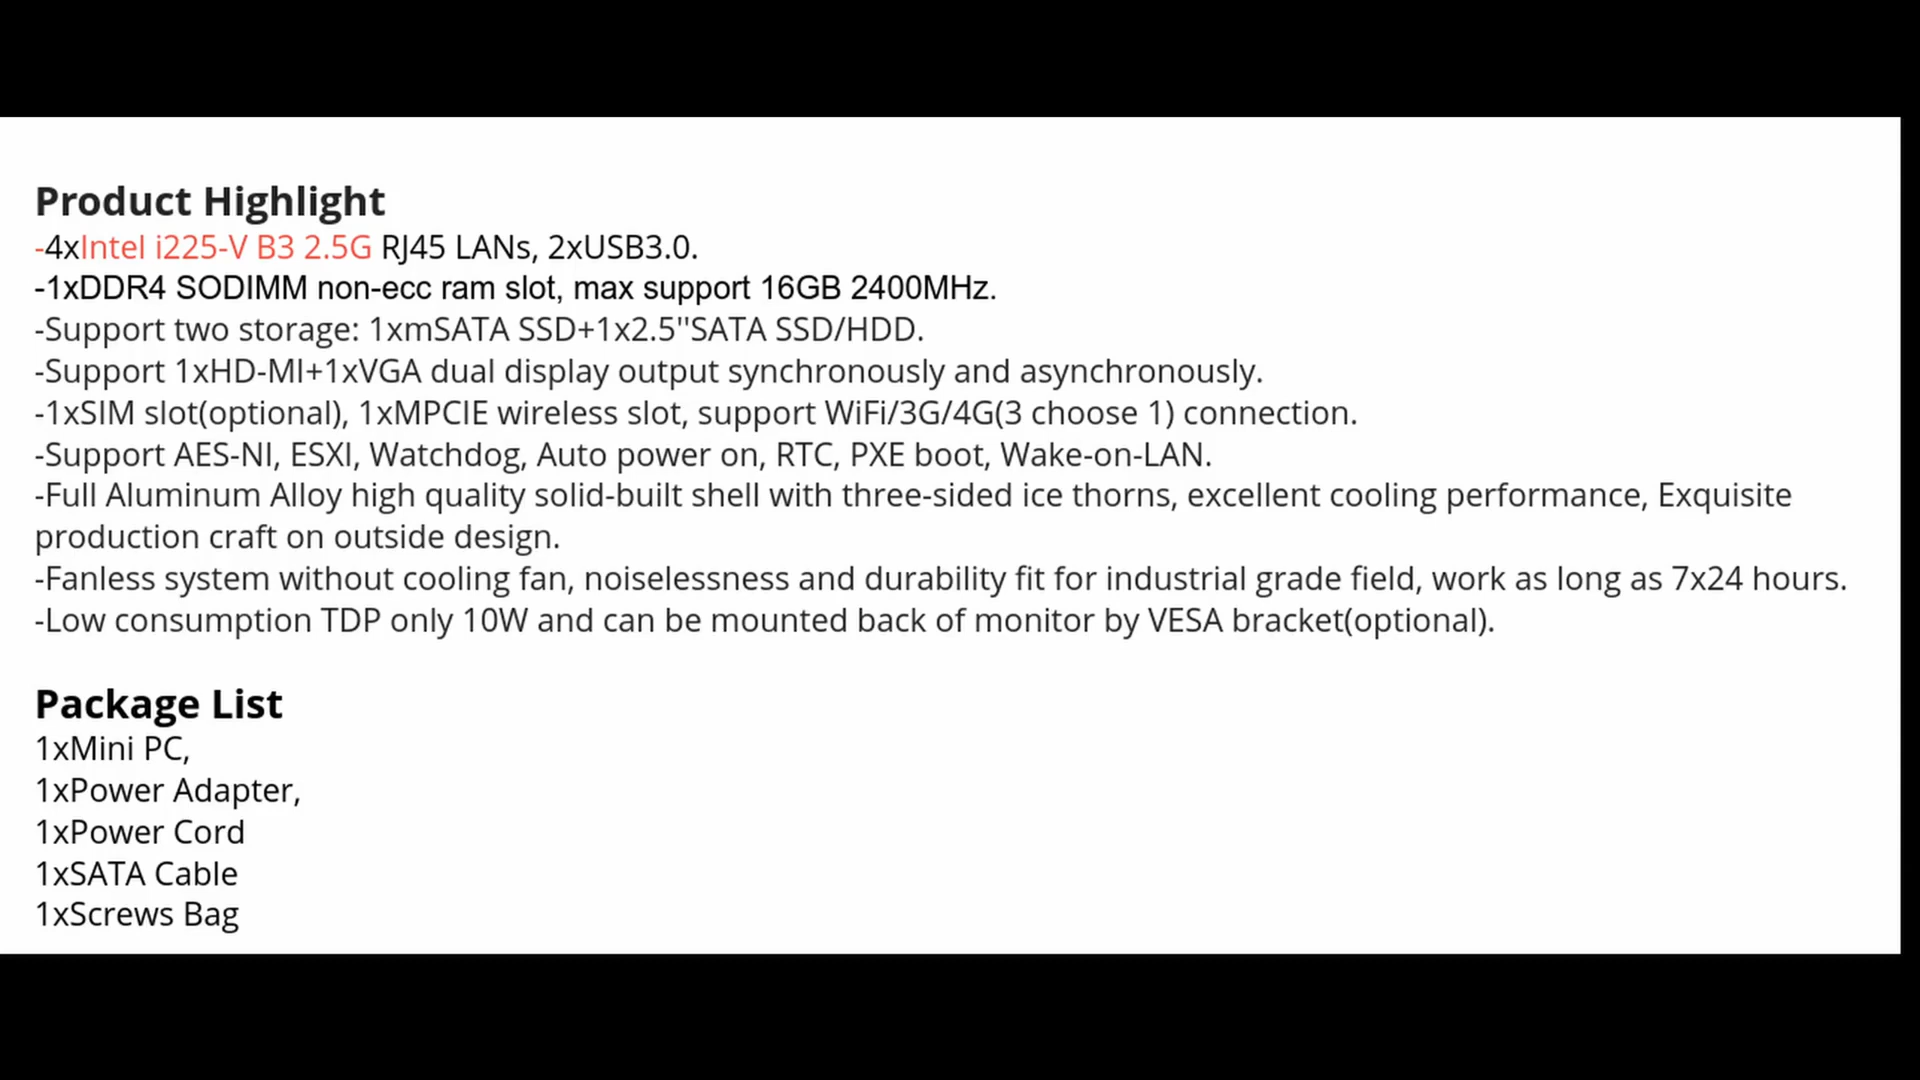 Product Highlight
-4xIntel i225-V B3 2.5G RJ45 LANs, 2xUSB3.0.
-1xDDR4 SODIMM non-ecc ram slot, max support 16GB 2400MHz.
-Support two storage: 1xmSATA SSD+1x2.5''SATA SSD/HDD.
-Support 1xHD-MI+1xVGA dual display output synchronously and asynchronously.
-1xSIM slot(optional), 1xMPCIE wireless slot, support WiFi/3G/4G(3 choose 1) connection.
-Support AES-NI, ESXI, Watchdog, Auto power on, RTC, PXE boot, Wake-on-LAN.
-Full Aluminum Alloy high quality solid-built shell with three-sided ice thorns, excellent cooling performance, Exquisite
production craft on outside design.
-Fanless system without cooling fan, noiselessness and durability fit for industrial grade field, work as long as 7x24 hours.
-Low consumption TDP only 10W and can be mounted back of monitor by VESA bracket(optional).
Package List
1xMini PC,
1xPower Adapter,
1xPower Cord
1xSATA Cable
1xScrews Bag